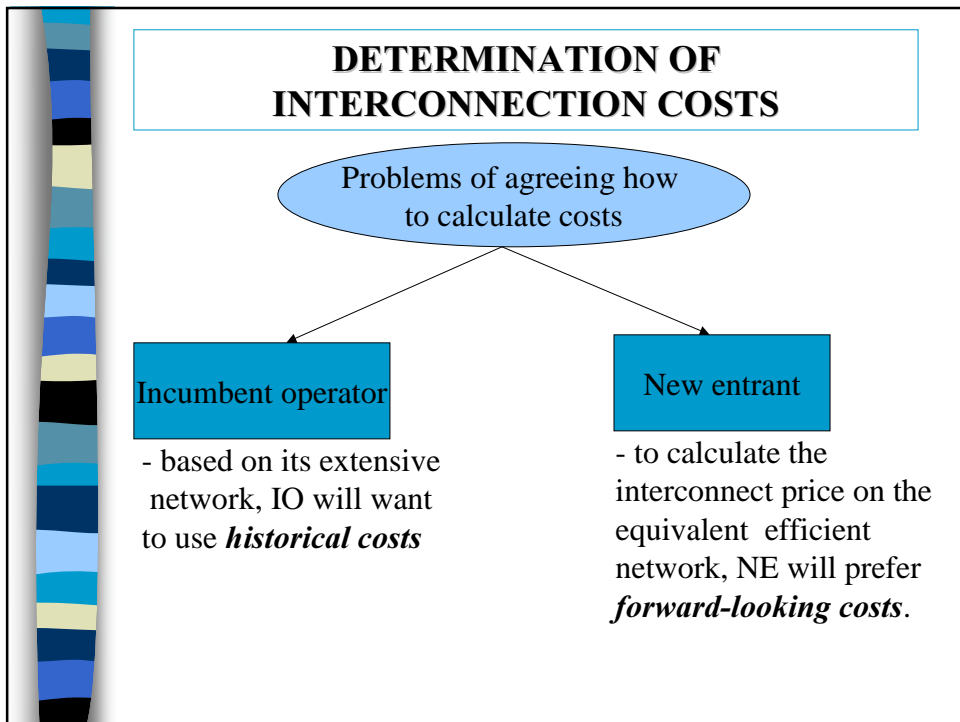 DETERMINATION OF
INTERCONNECTION COSTS
Problems of agreeing how
to calculate costs
Incumbent operator
- based on its extensive
network, IO will want
to use historical costs
New entrant
- to calculate the
interconnect price on the
equivalent efficient
network, NE will prefer
forward-looking costs.